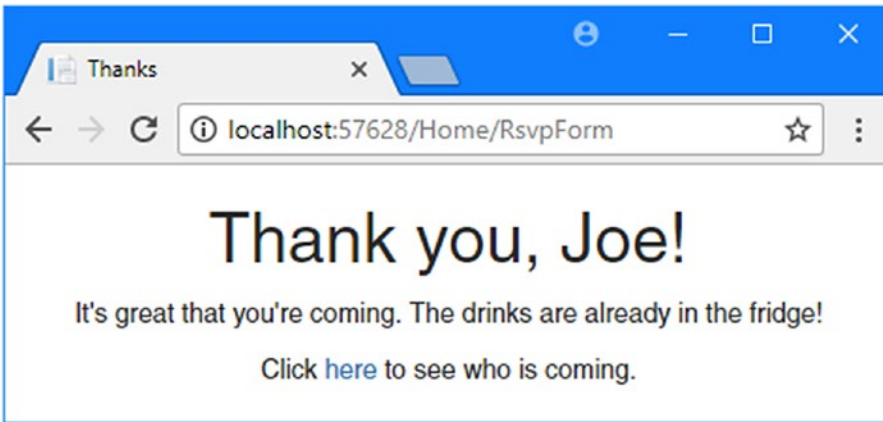 Thanks
localhost:57628/Home/RsvpForm
Thank you, Joe!
It's great that you're coming. The drinks are already in the fridge!
Click here to see who is coming.